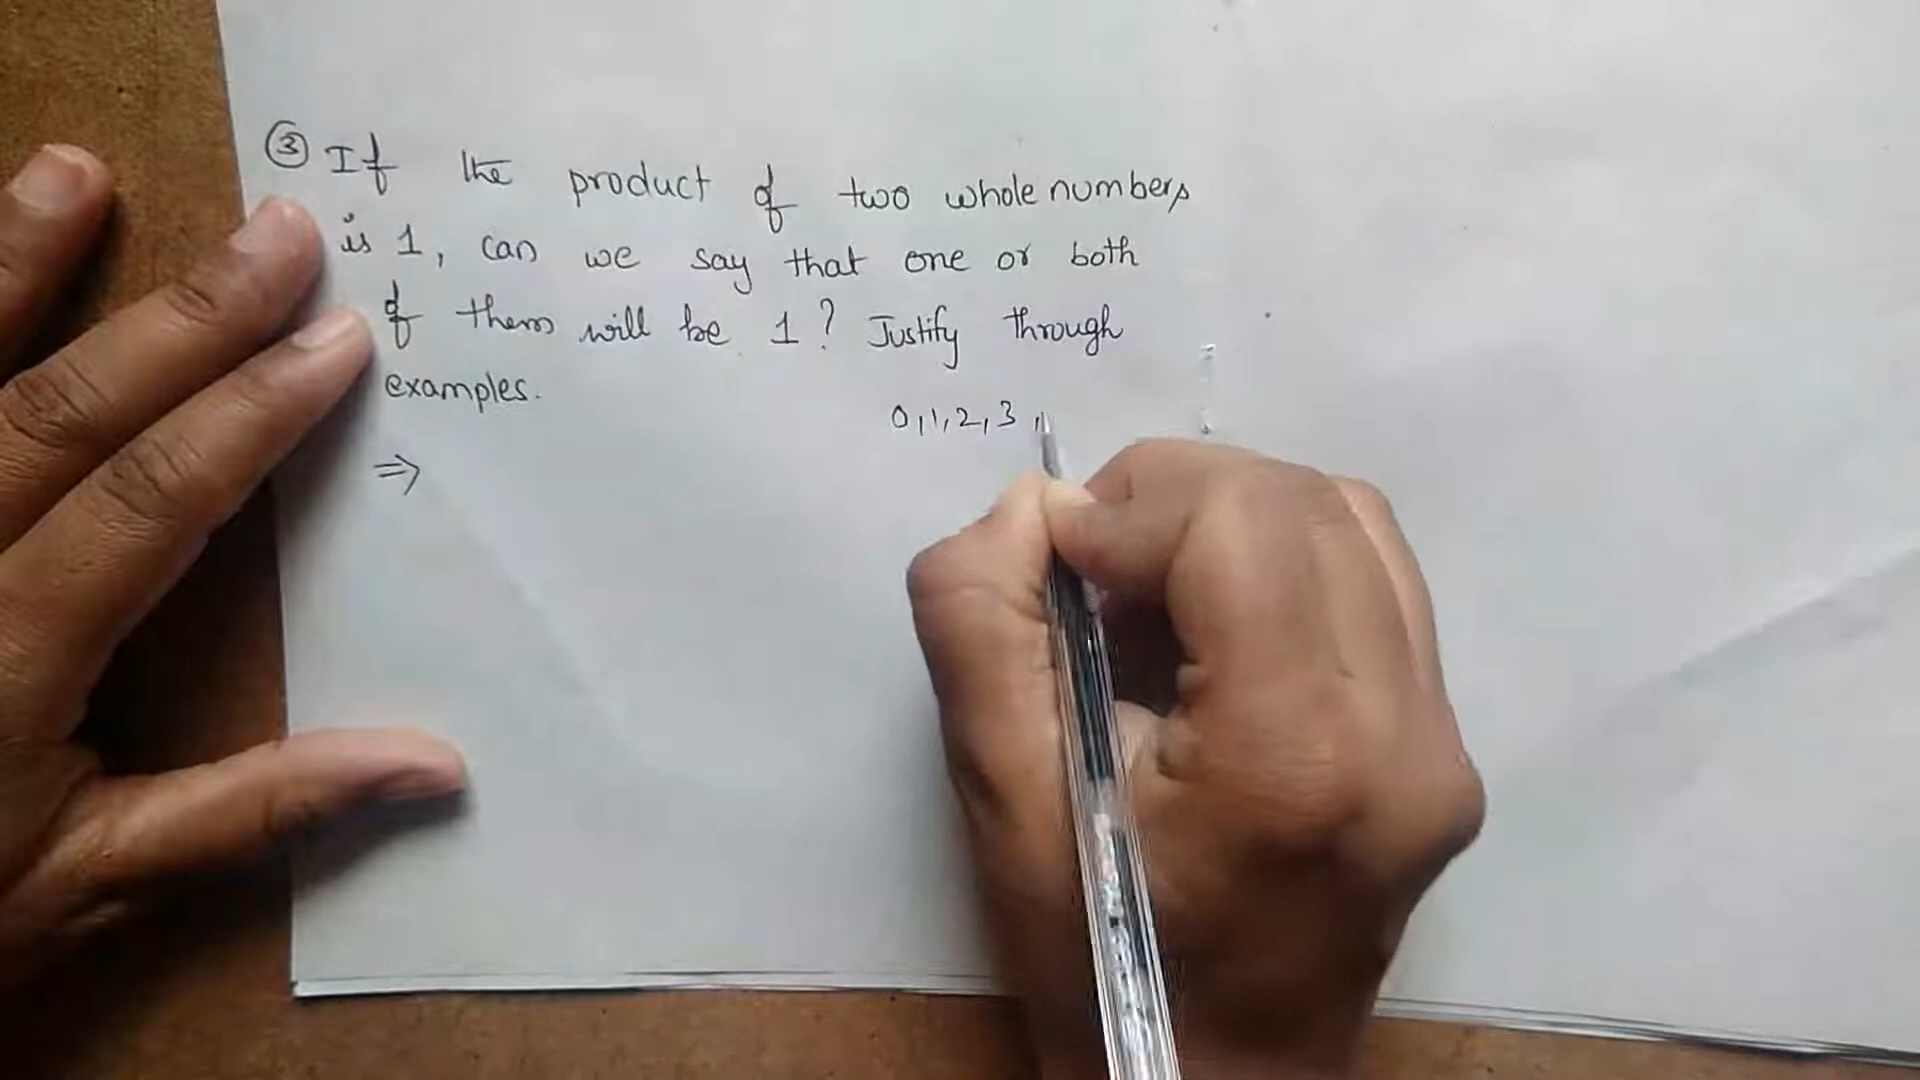 ③ If the product of two whole numbers
is 1, can we say that one or both
of them will be 1? Justify through
examples.
0,1,2,3,
⇒